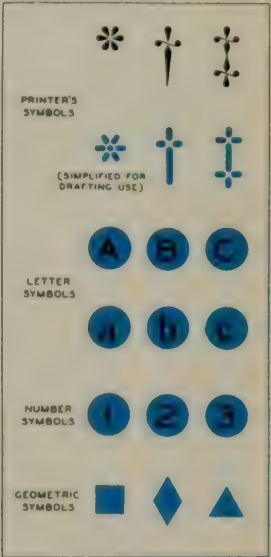 * † ‡
PRINTER'S
SYMBOLS
* † ‡
(SIMPLIFIED FOR
DRAFTING USE)
A B C
LETTER
SYMBOLS
a b c
NUMBER
SYMBOLS
1 2 3
GEOMETRIC
SYMBOLS